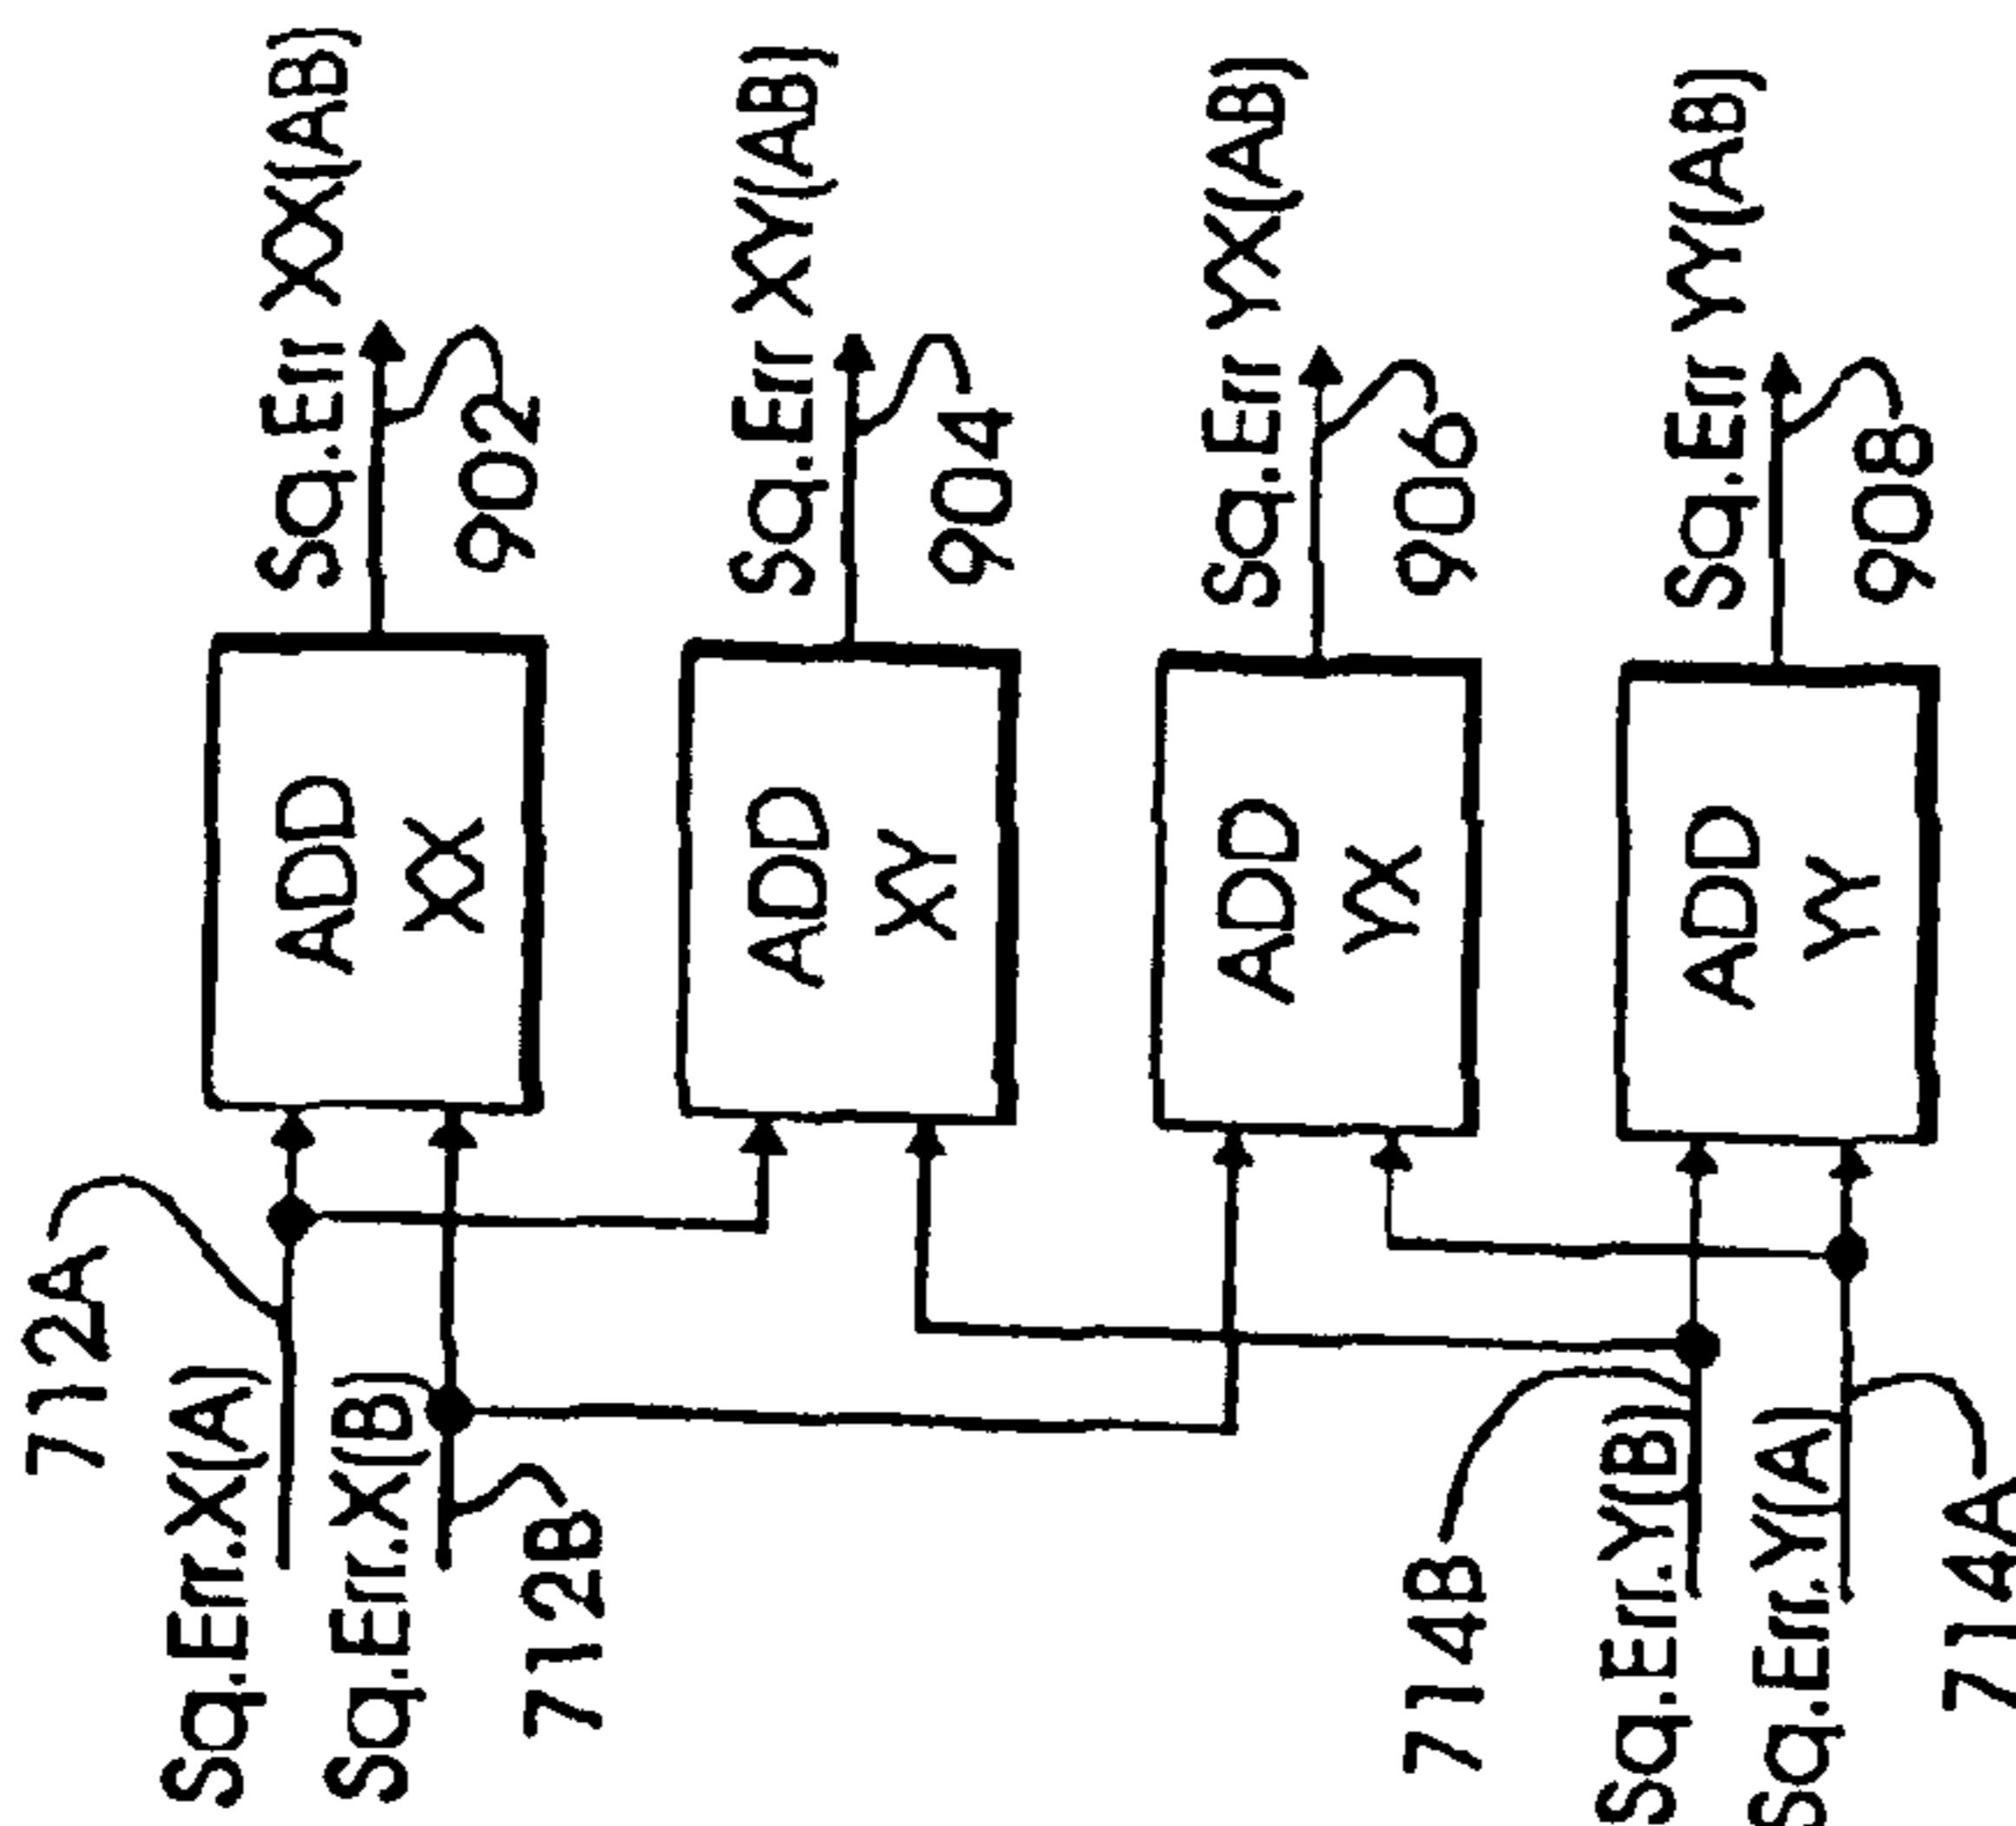 712A
Sq.Err.X(A)
Sq.Err.X(B)
712B
714B
Sq.Err.Y(B)
Sq.Err.Y(A)
714A
ADD
XX
ADD
XY
ADD
YX
ADD
YY
Sq.Err XX(AB)
902
Sq.Err XY(AB)
904
Sq.Err YX(AB)
906
Sq.Err YY(AB)
908